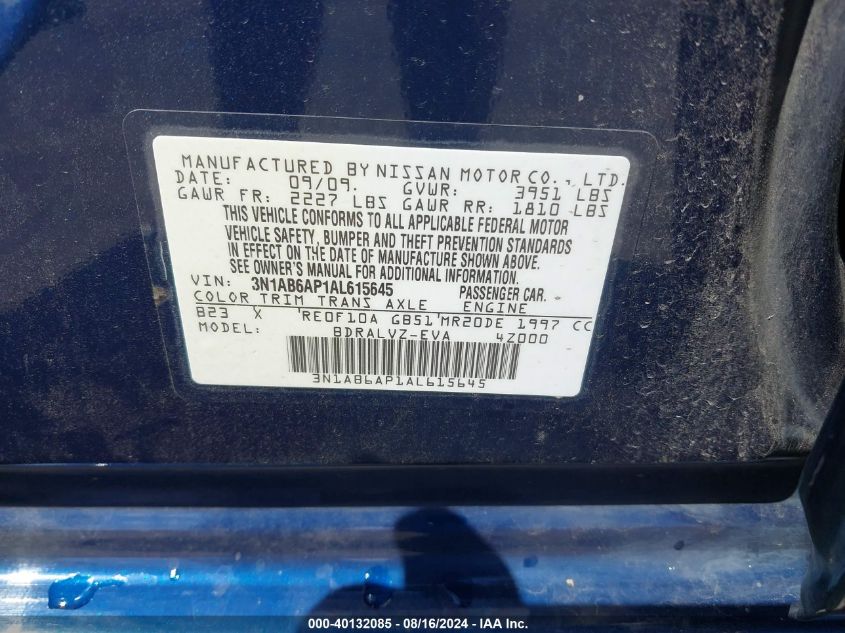 MANUFACTURED BY NISSAN MOTOR CO., LTD.
DATE: 09/09. GVWR: 3951 LBS
GAWR FR: 2227 LBS GAWR RR: 1810 LBS
THIS VEHICLE CONFORMS TO ALL APPLICABLE FEDERAL MOTOR
VEHICLE SAFETY, BUMPER AND THEFT PREVENTION STANDARDS
IN EFFECT ON THE DATE OF MANUFACTURE SHOWN ABOVE.
SEE OWNER'S MANUAL FOR ADDITIONAL INFORMATION.
VIN: 3N1AB6AP1AL615645 PASSENGER CAR.
COLOR TRIM TRANS AXLE ENGINE
B23 X 'RE0F10A GB51'MR20DE 1997 CC
MODEL: BDRALVZ-EVA 4Z000
3N1AB6AP1AL615645
000-40132085 - 08/16/2024 - IAAI Inc.